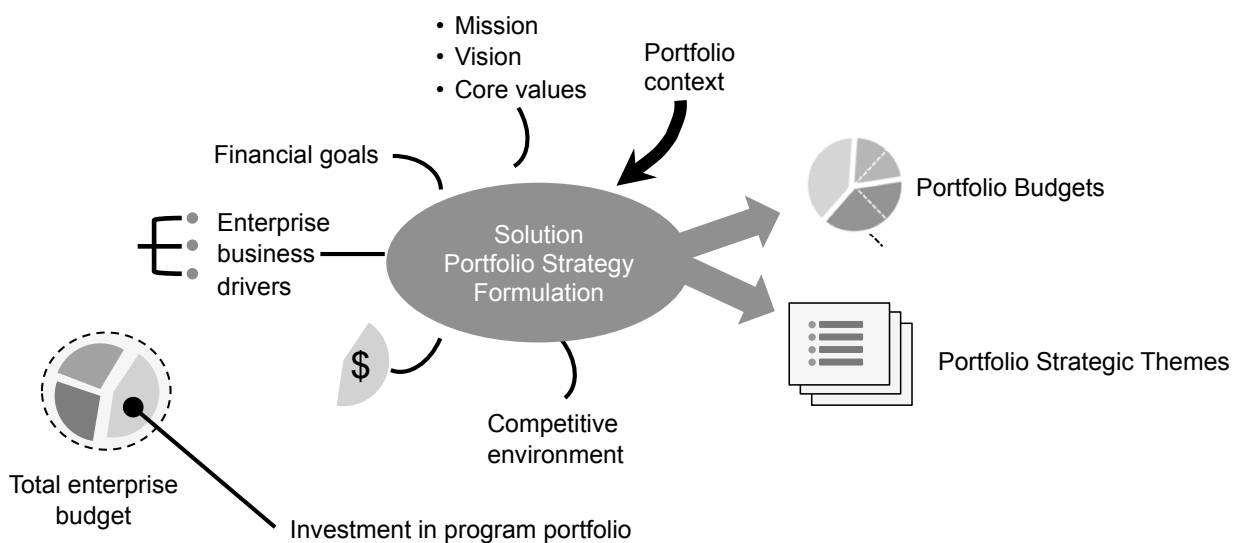 • Mission
• Vision
• Core values
Portfolio
context
Financial goals
Enterprise
business
drivers
Solution
Portfolio Strategy
Formulation
Portfolio Budgets
$
Portfolio Strategic Themes
Competitive
environment
Total enterprise
budget
Investment in program portfolio